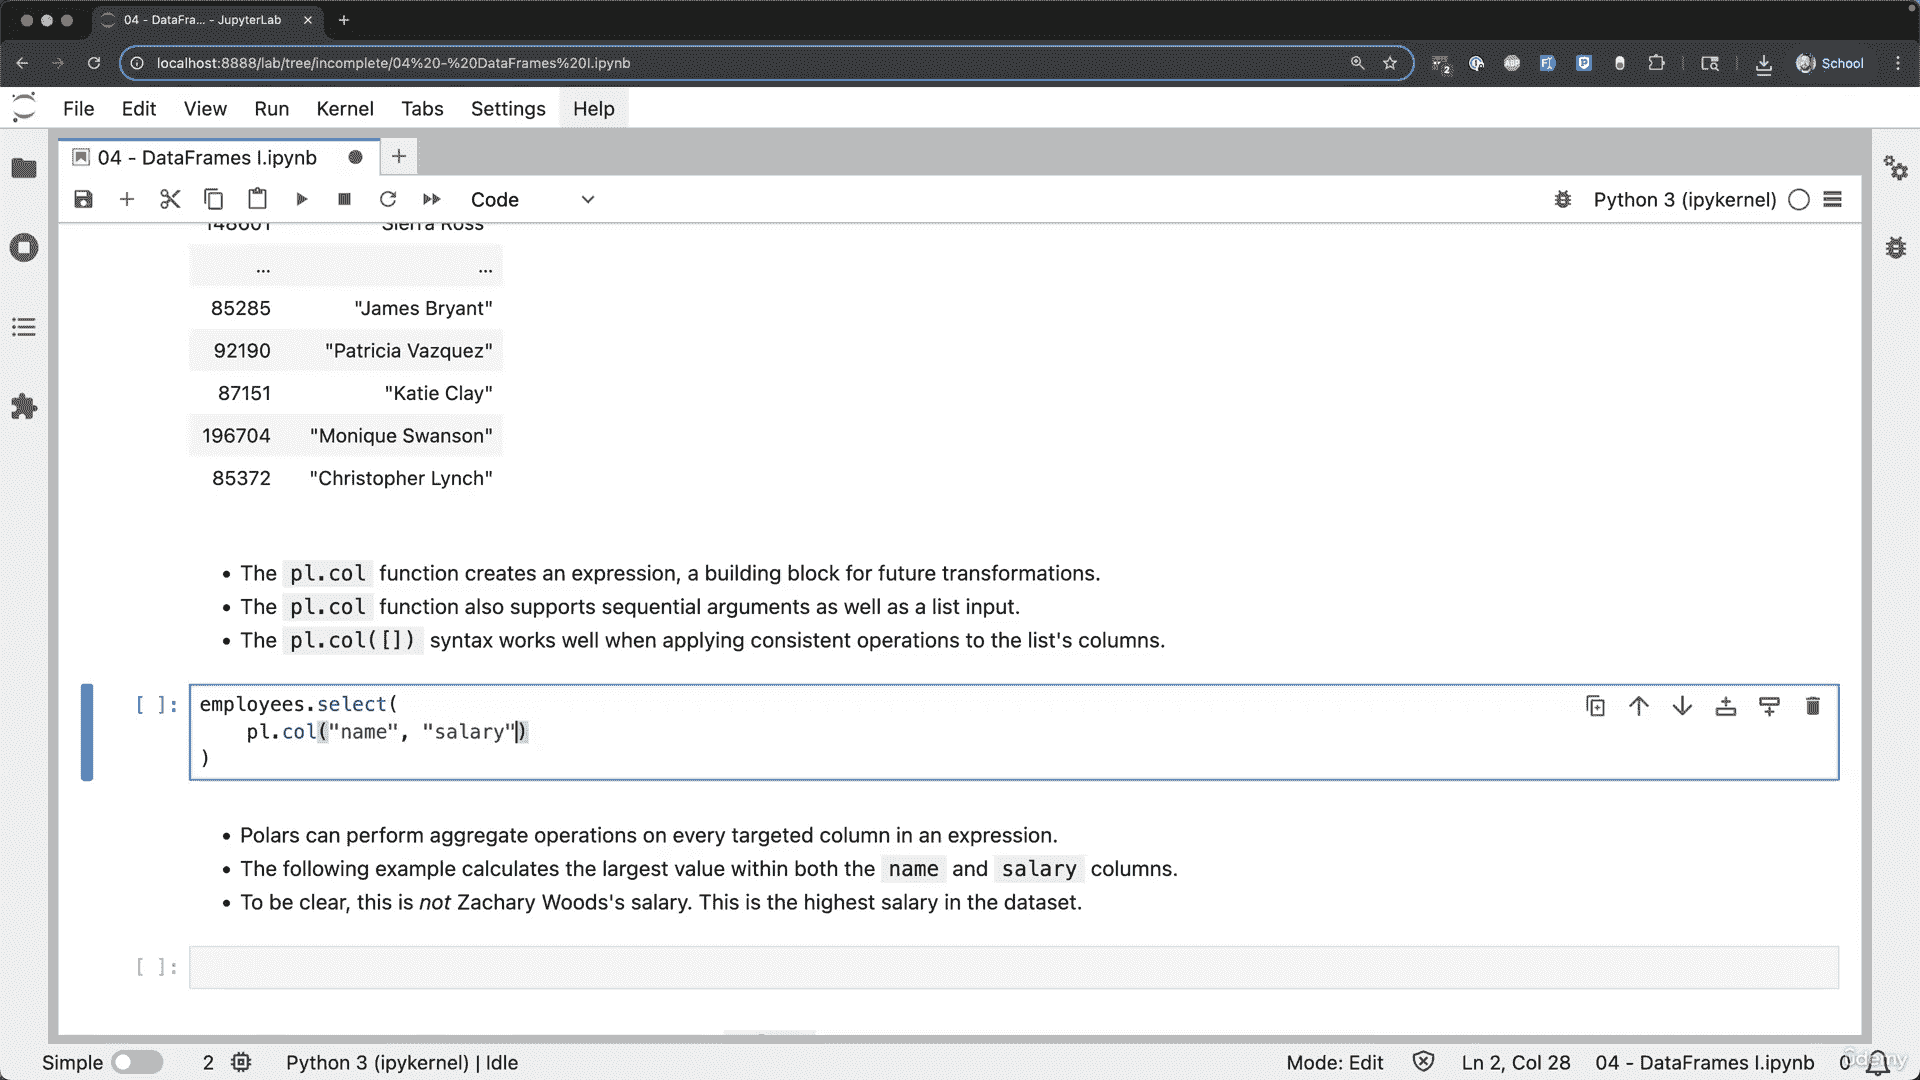 04 - DataFra... - JupyterLab
localhost:8888/lab/tree/incomplete/04%20-%20DataFrames%20I.ipynb
2
School
File Edit View Run Kernel Tabs Settings Help
04 - DataFrames I.ipynb
Code
Python 3 (ipykernel)
148601 "Sierra Ross"
... ...
85285 "James Bryant"
92190 "Patricia Vazquez"
87151 "Katie Clay"
196704 "Monique Swanson"
85372 "Christopher Lynch"
• The pl.col function creates an expression, a building block for future transformations.
• The pl.col function also supports sequential arguments as well as a list input.
• The pl.col([]) syntax works well when applying consistent operations to the list's columns.
[ ]: employees.select(
pl.col("name", "salary")
)
• Polars can perform aggregate operations on every targeted column in an expression.
• The following example calculates the largest value within both the name and salary columns.
• To be clear, this is not Zachary Woods's salary. This is the highest salary in the dataset.
[ ]:
Simple 2 Python 3 (ipykernel) | Idle Mode: Edit Ln 2, Col 28 04 - DataFrames I.ipynb 0
Udemy